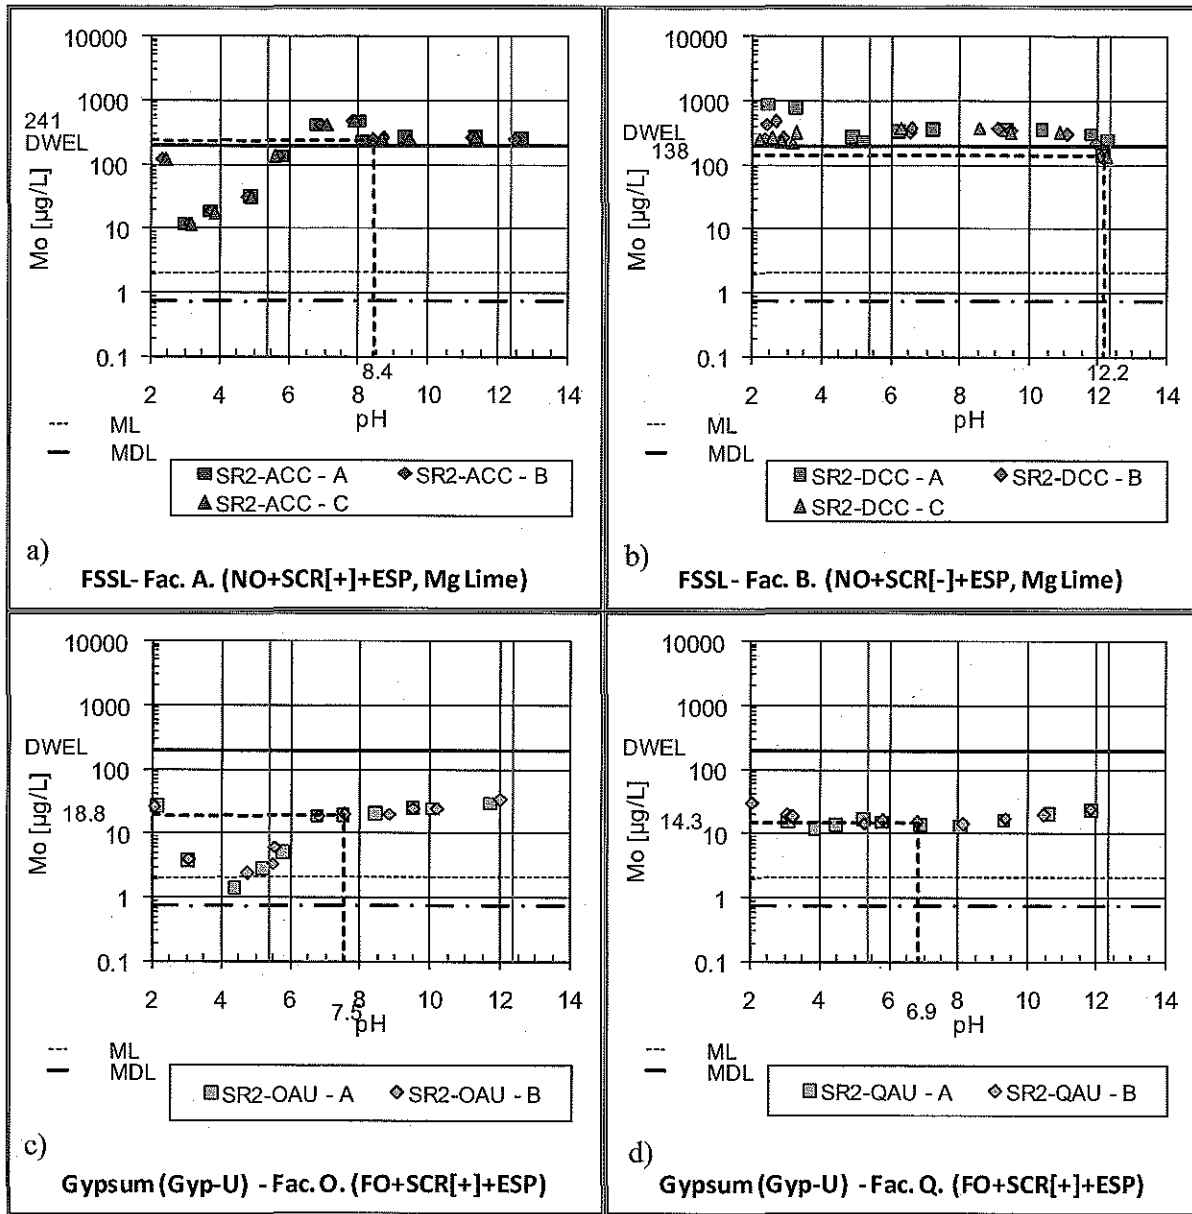 10000
1000
241
DWEL
100
10
1
0.1
Mo [µg/L]
8.4
2 4 6 8 10 12 14
pH
--- ML
— MDL
SR2-ACC - A SR2-ACC - B
SR2-ACC - C
a)
FSSL- Fac. A. (NO+SCR[+]+ESP, Mg Lime)
10000
1000
DWEL
138
100
10
1
0.1
Mo [µg/L]
12.2
2 4 6 8 10 12 14
pH
--- ML
— MDL
SR2-DCC - A SR2-DCC - B
SR2-DCC - C
b)
FSSL- Fac. B. (NO+SCR[-]+ESP, Mg Lime)
10000
1000
DWEL
100
18.8
10
1
0.1
Mo [µg/L]
2 4 6 8 10 12 14
7.5
pH
--- ML
— MDL
SR2-OAU - A SR2-OAU - B
c)
Gypsum (Gyp-U) - Fac. O. (FO+SCR[+]+ESP)
10000
1000
DWEL
100
14.3
10
1
0.1
Mo [µg/L]
2 4 6 8 10 12 14
6.9
pH
--- ML
— MDL
SR2-QAU - A SR2-QAU - B
d)
Gypsum (Gyp-U) - Fac. Q. (FO+SCR[+]+ESP)